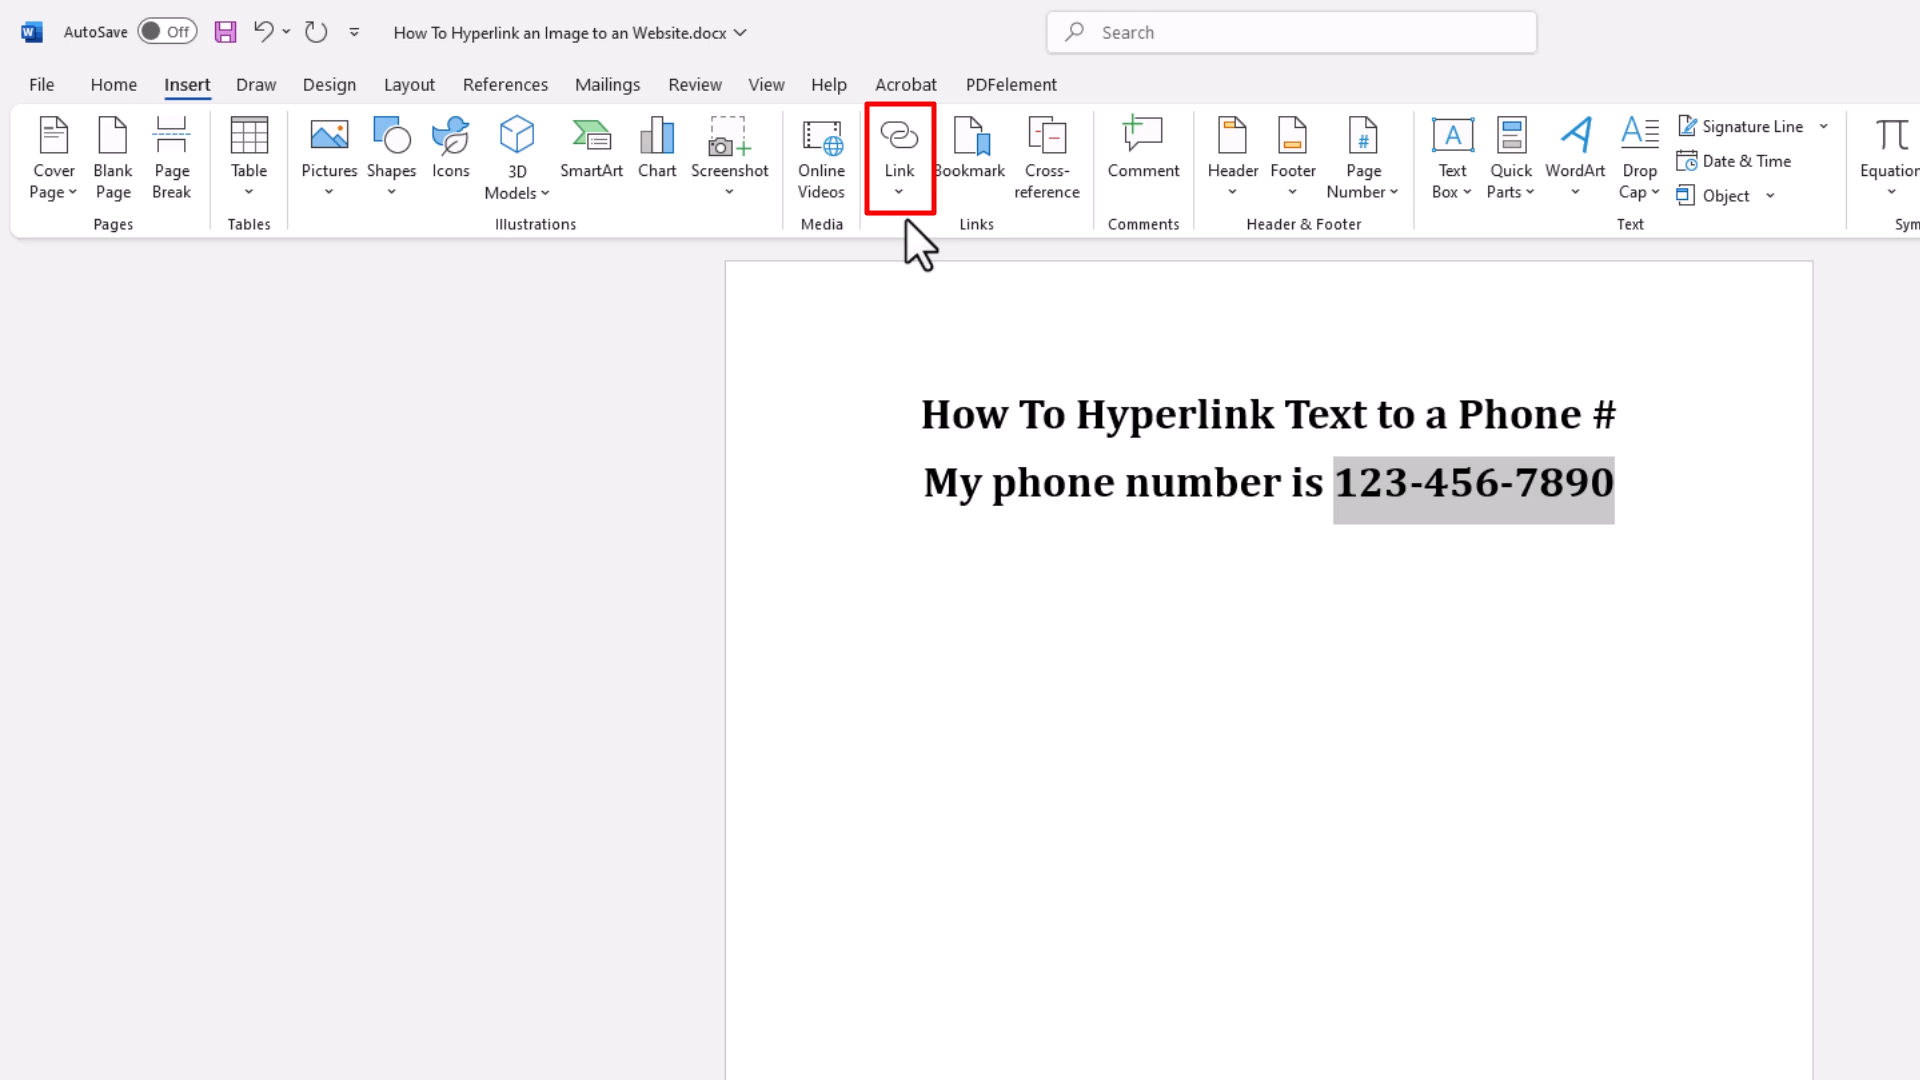 W AutoSave Off How To Hyperlink an Image to an Website.docx Search
File Home Insert Draw Design Layout References Mailings Review View Help Acrobat PDFelement
Cover Page
Blank Page
Page Break
Pages
Table
Tables
Pictures
Shapes
Icons
3D Models
SmartArt
Chart
Screenshot
Illustrations
Online Videos
Media
Link
Bookmark
Cross-reference
Links
Comment
Comments
Header
Footer
# Page Number
Header & Footer
A Text Box
Quick Parts
A WordArt
A Drop Cap
Signature Line
Date & Time
Object
Text
π Equation
Sym
How To Hyperlink Text to a Phone #
My phone number is 123-456-7890